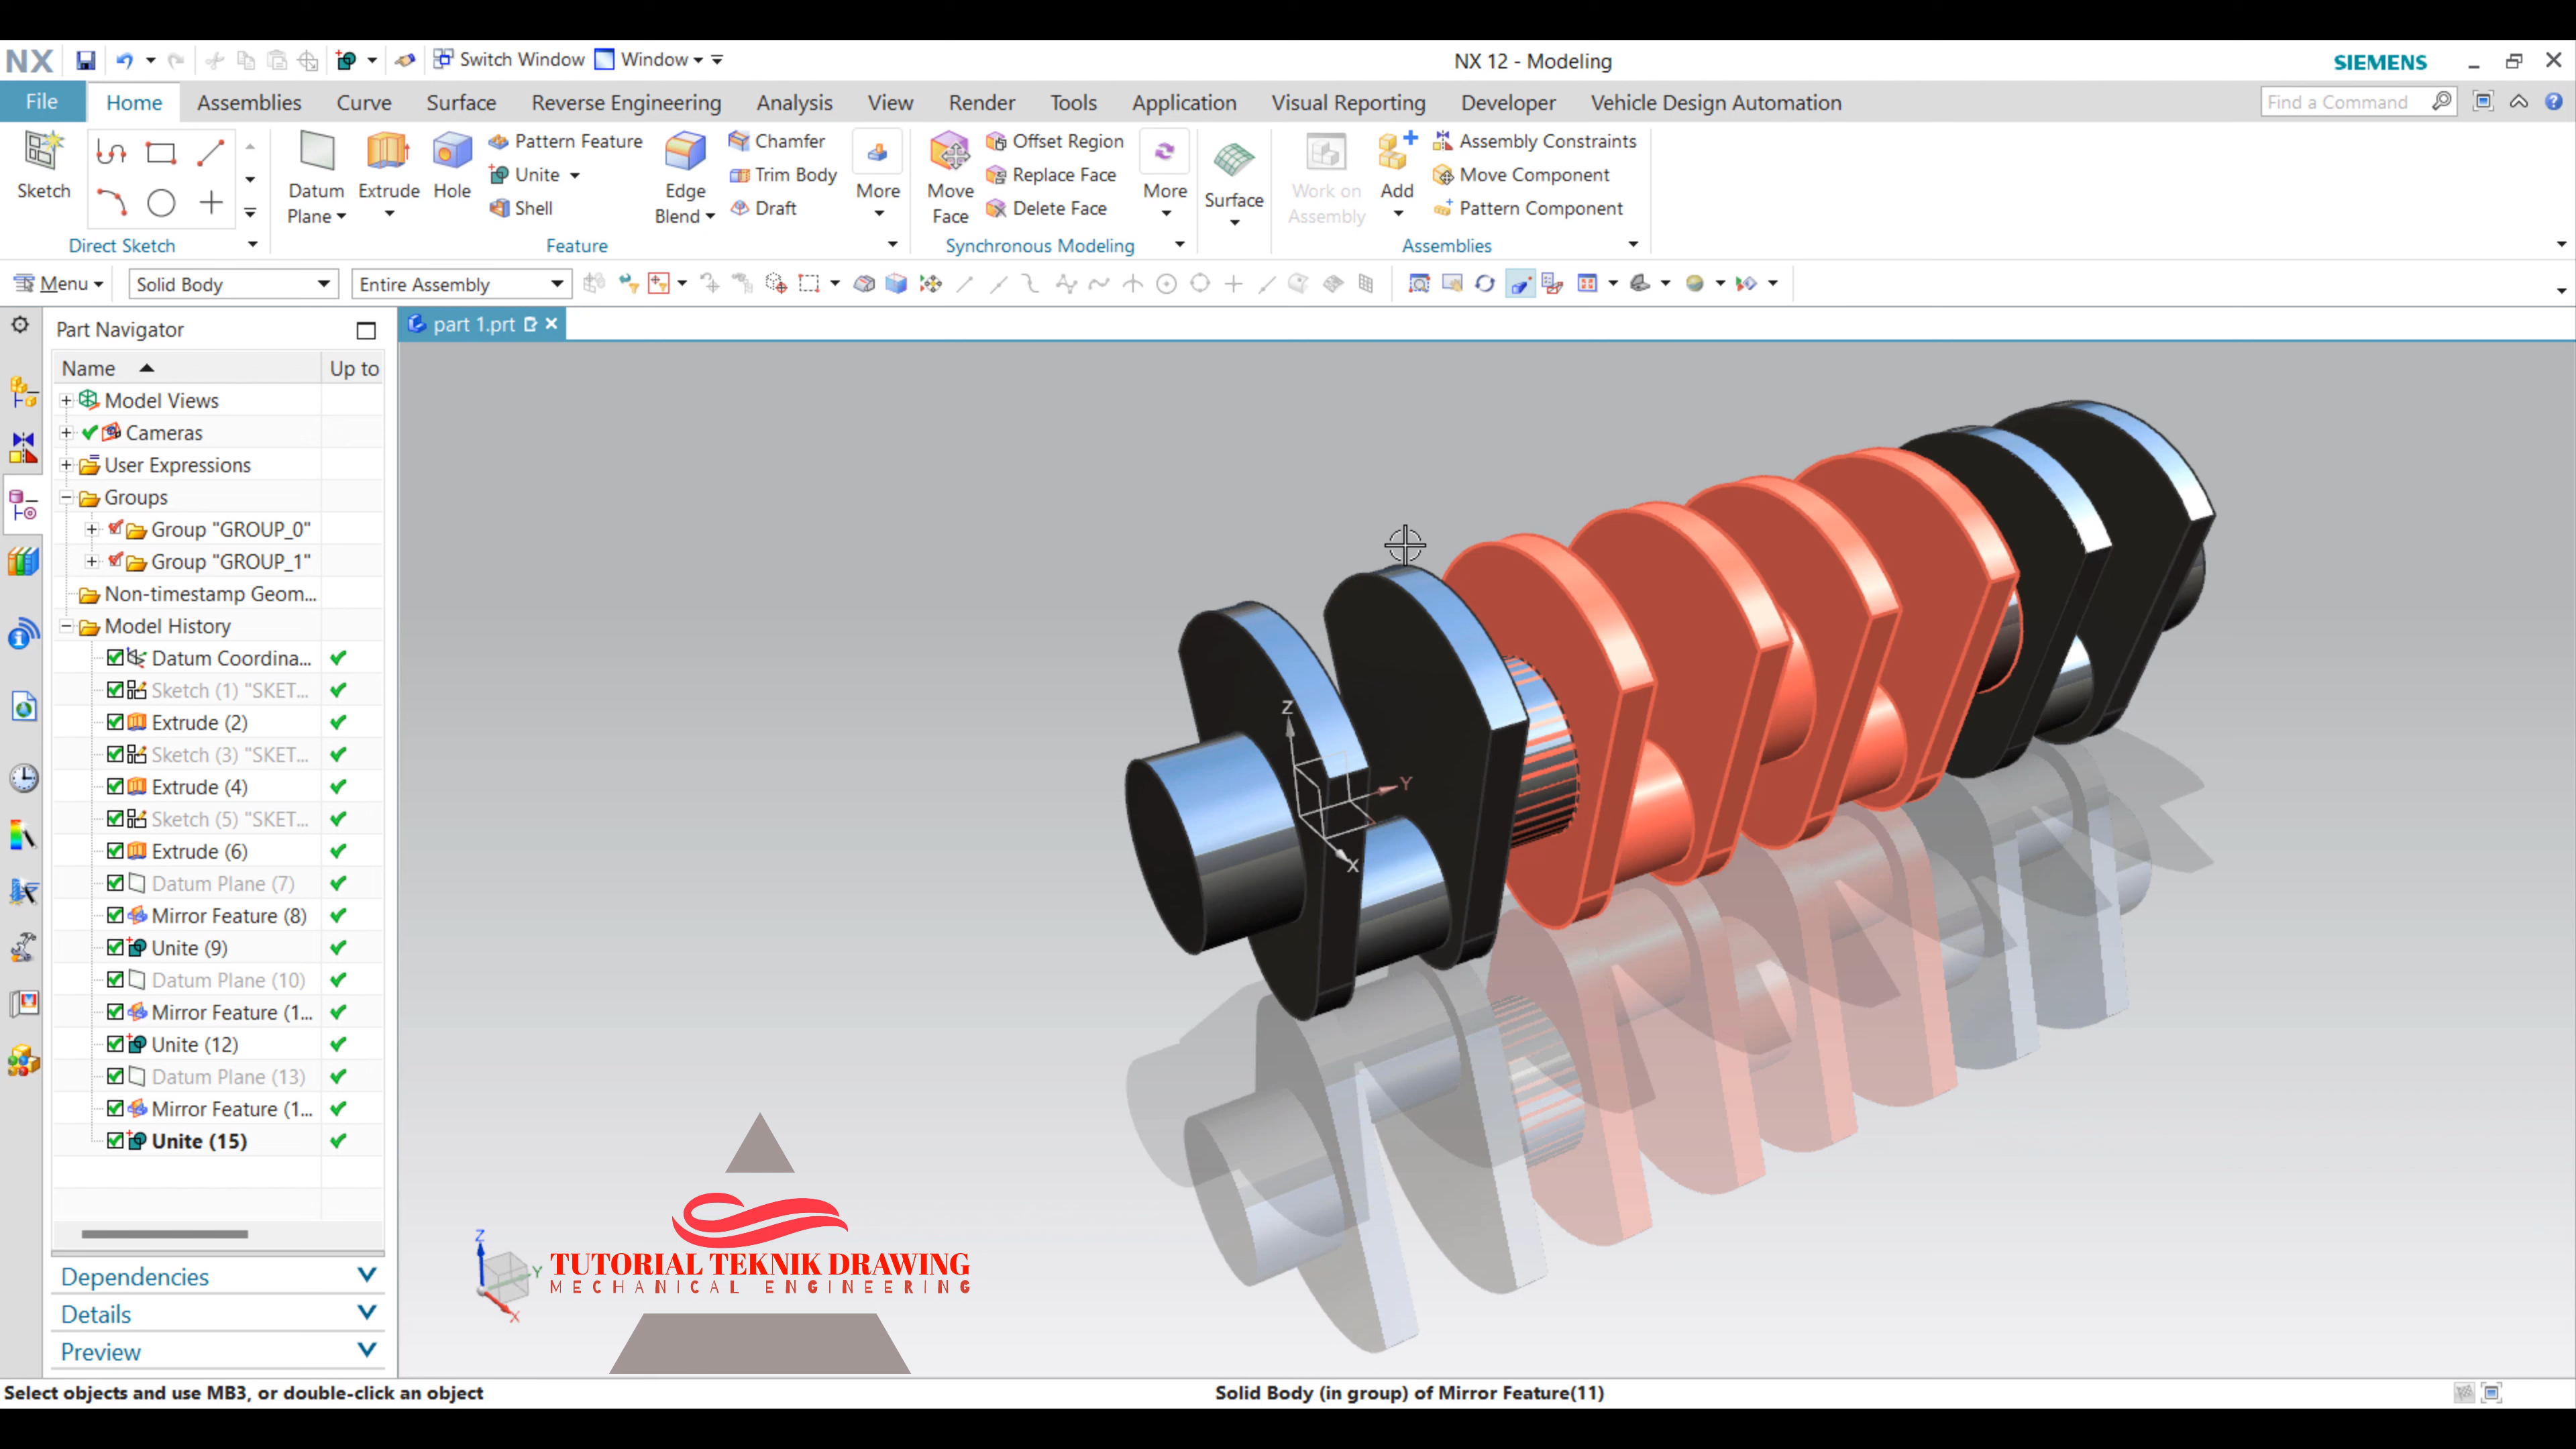 NX Switch Window Window NX 12 - Modeling SIEMENS
File Home Assemblies Curve Surface Reverse Engineering Analysis View Render Tools Application Visual Reporting Developer Vehicle Design Automation Find a Command
Sketch
Datum Plane
Extrude
Hole
Pattern Feature
Unite
Shell
Edge Blend
Chamfer
Trim Body
Draft
More
Move Face
Offset Region
Replace Face
Delete Face
More
Surface
Work on Assembly
Add
Assembly Constraints
Move Component
Pattern Component
Direct Sketch Feature Synchronous Modeling Assemblies
Menu Solid Body Entire Assembly
Part Navigator
part 1.prt
Name Up to
Model Views
Cameras
User Expressions
Groups
Group "GROUP_0"
Group "GROUP_1"
Non-timestamp Geom...
Model History
Datum Coordina...
Sketch (1) "SKET...
Extrude (2)
Sketch (3) "SKET...
Extrude (4)
Sketch (5) "SKET...
Extrude (6)
Datum Plane (7)
Mirror Feature (8)
Unite (9)
Datum Plane (10)
Mirror Feature (1...
Unite (12)
Datum Plane (13)
Mirror Feature (1...
Unite (15)
Dependencies
Details
Preview
Z
Y
X
Z
Y
X
TUTORIAL TEKNIK DRAWING
MECHANICAL ENGINEERING
Select objects and use MB3, or double-click an object Solid Body (in group) of Mirror Feature(11)